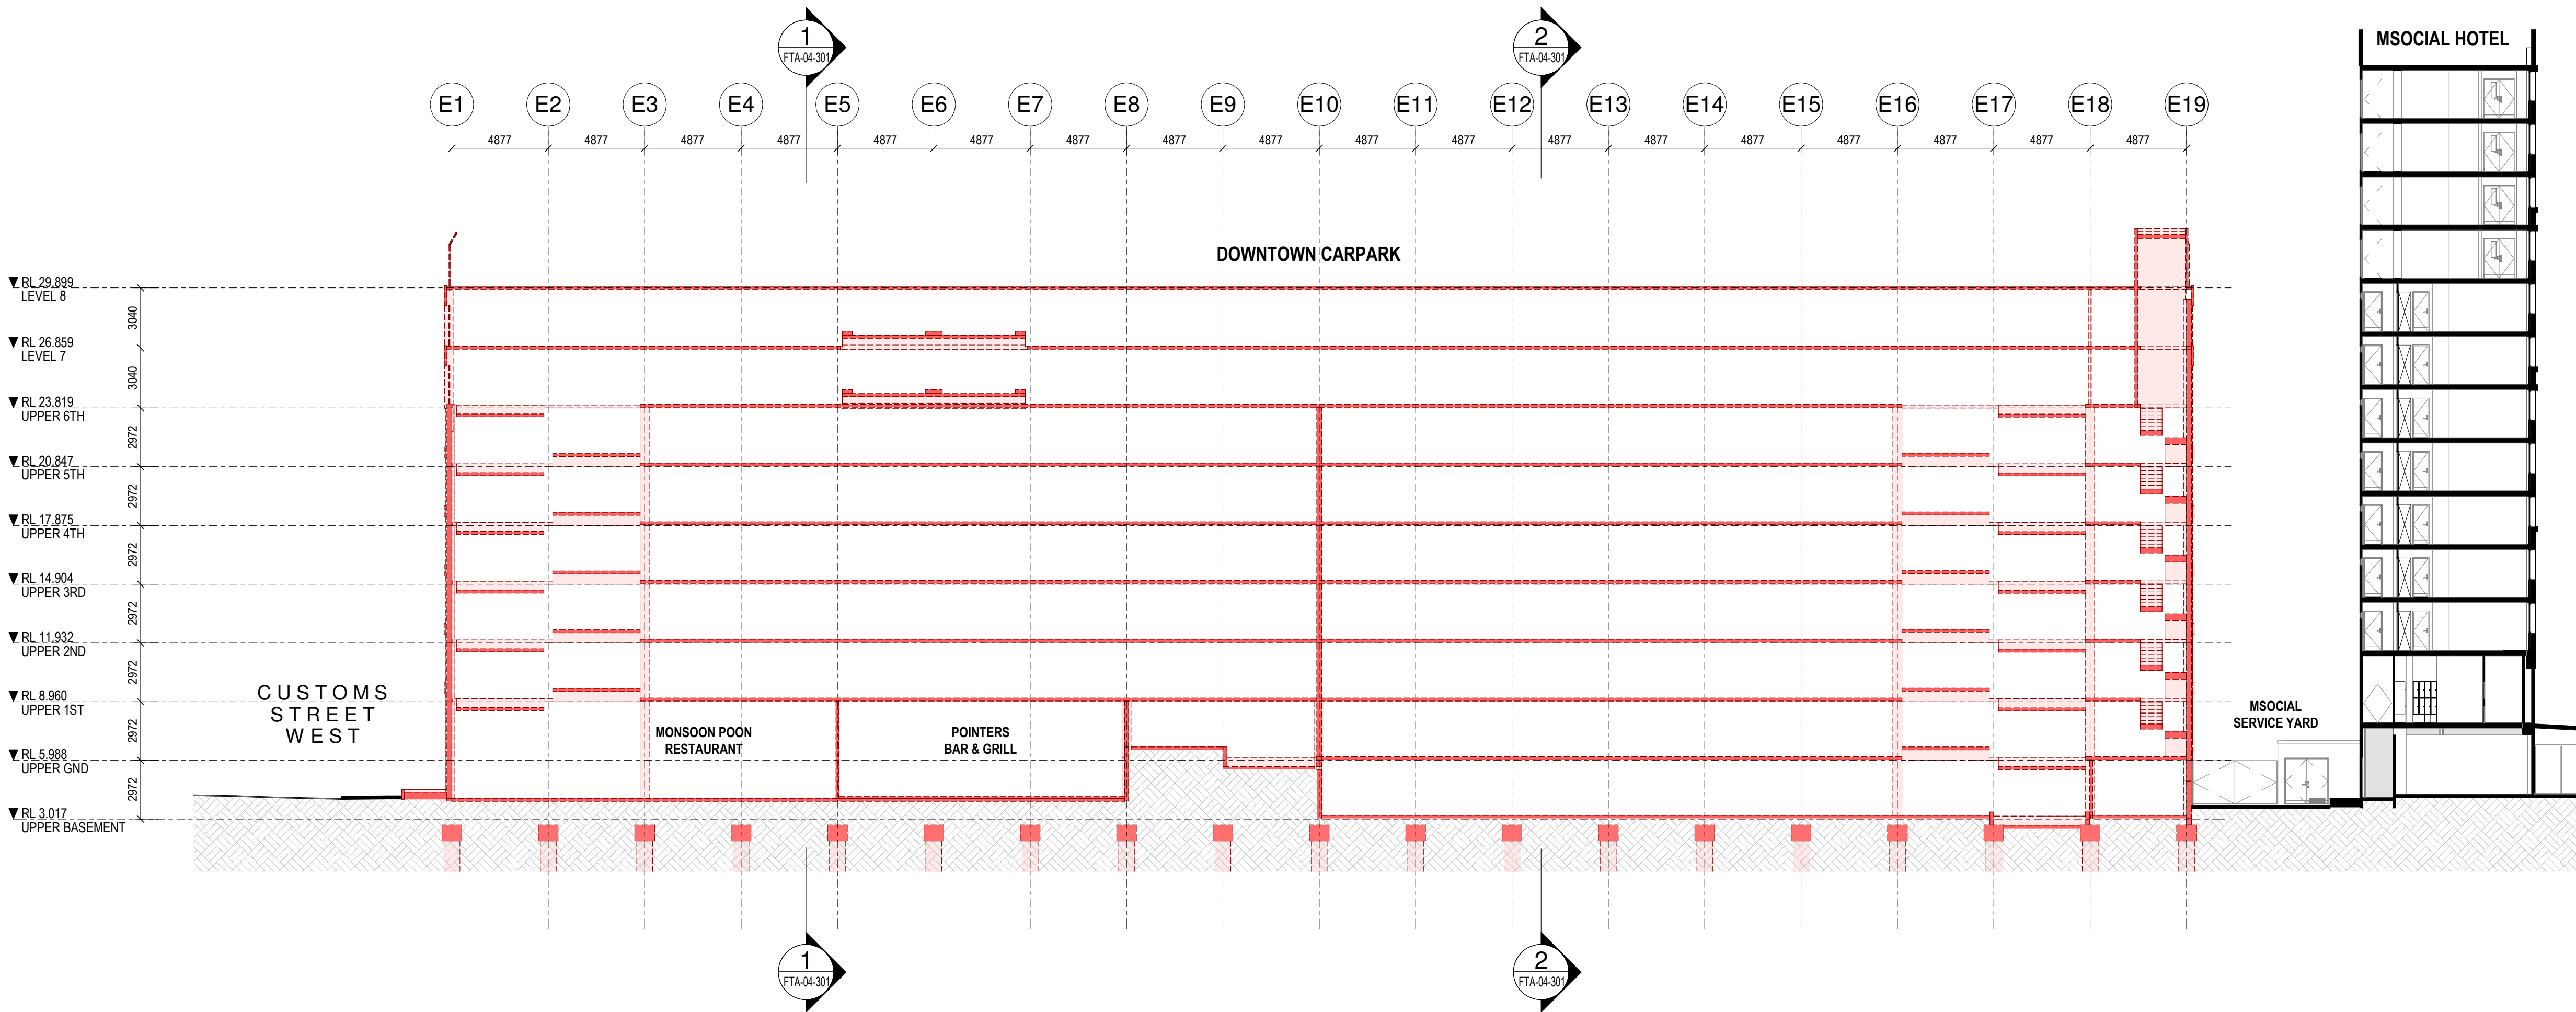 1
FTA-04-301
2
FTA-04-301
MSOCIAL HOTEL
E1 E2 E3 E4 E5 E6 E7 E8 E9 E10 E11 E12 E13 E14 E15 E16 E17 E18 E19
4877 4877 4877 4877 4877 4877 4877 4877 4877 4877 4877 4877 4877 4877 4877 4877 4877 4877
DOWNTOWN CARPARK
RL 29.899
LEVEL 8
3040
RL 26.859
LEVEL 7
3040
RL 23.819
UPPER 6TH
2972
RL 20.847
UPPER 5TH
2972
RL 17.875
UPPER 4TH
2972
RL 14.904
UPPER 3RD
2972
RL 11.932
UPPER 2ND
2972
RL 8.960
UPPER 1ST
2972
RL 5.988
UPPER GND
2972
RL 3.017
UPPER BASEMENT
CUSTOMS
STREET
WEST
MONSOON POON
RESTAURANT
POINTERS
BAR & GRILL
MSOCIAL
SERVICE YARD
1
FTA-04-301
2
FTA-04-301